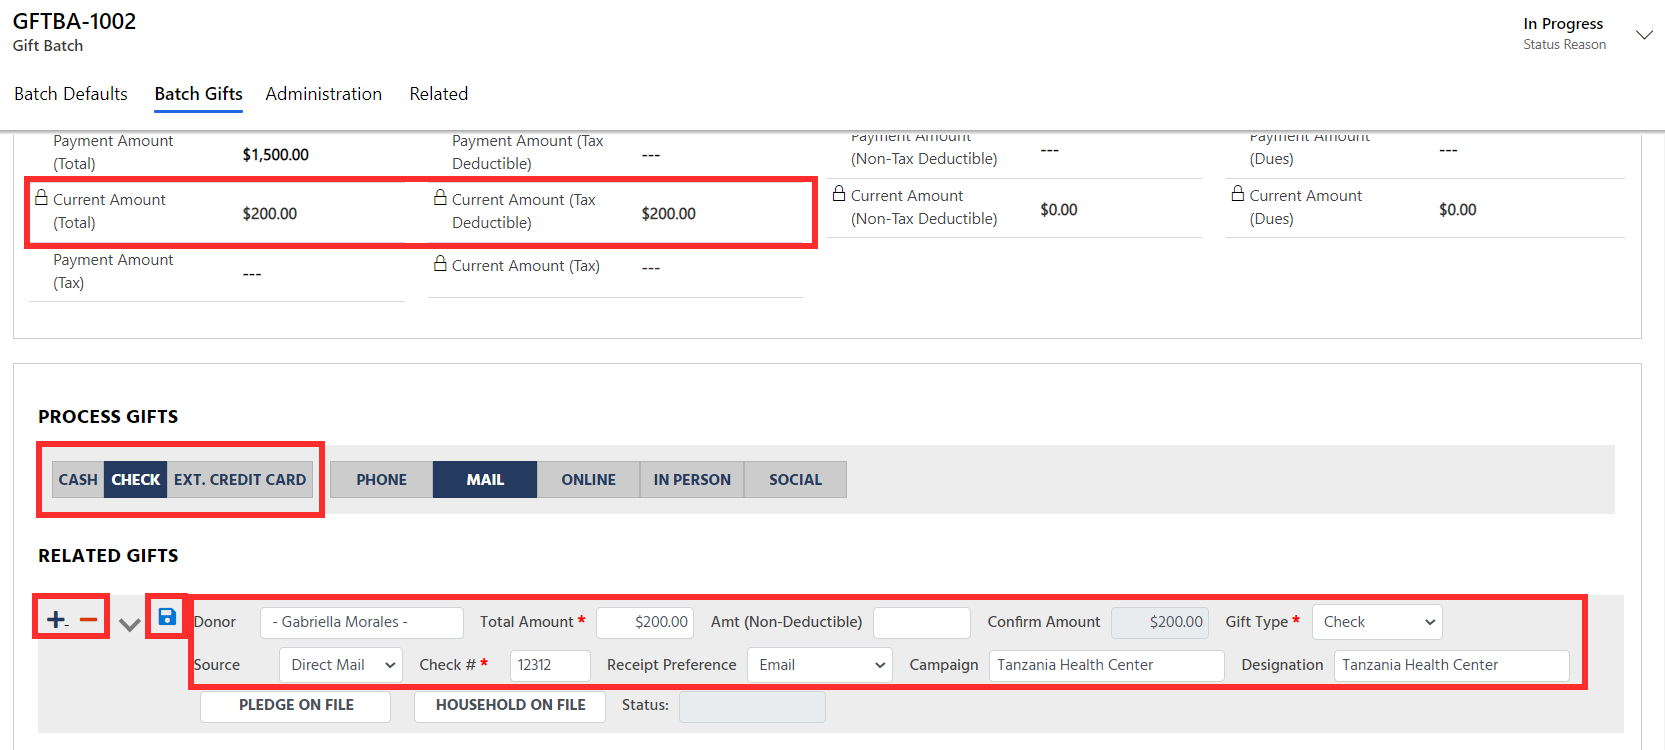 GFTBA-1002
Gift Batch
In Progress
Status Reason
Batch Defaults Batch Gifts Administration Related
Payment Amount (Total) $1,500.00
Payment Amount (Tax Deductible) ---
Payment Amount (Non-Tax Deductible) ---
Payment Amount (Dues) ---
Current Amount (Total) $200.00
Current Amount (Tax Deductible) $200.00
Current Amount (Non-Tax Deductible) $0.00
Current Amount (Dues) $0.00
Payment Amount (Tax) ---
Current Amount (Tax) ---
PROCESS GIFTS
CASH CHECK EXT. CREDIT CARD PHONE MAIL ONLINE IN PERSON SOCIAL
RELATED GIFTS
Donor - Gabriella Morales - Total Amount * $200.00 Amt (Non-Deductible) Confirm Amount $200.00 Gift Type * Check
Source Direct Mail Check # * 12312 Receipt Preference Email Campaign Tanzania Health Center Designation Tanzania Health Center
PLEDGE ON FILE HOUSEHOLD ON FILE Status: